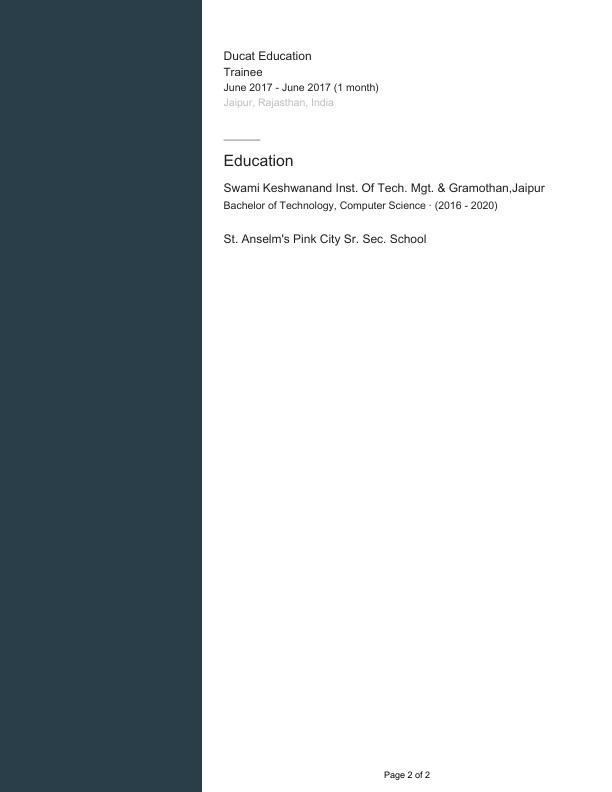 Ducat Education
Trainee
June 2017 - June 2017 (1 month)
Jaipur, Rajasthan, India
Education
Swami Keshwanand Inst. Of Tech. Mgt. & Gramothan,Jaipur
Bachelor of Technology, Computer Science · (2016 - 2020)
St. Anselm's Pink City Sr. Sec. School
Page 2 of 2